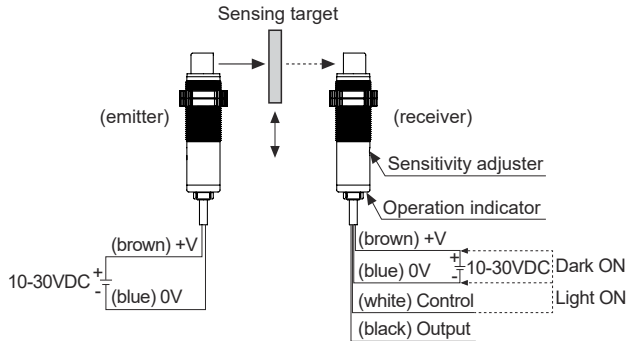 Sensing target
(emitter)
(receiver)
Sensitivity adjuster
Operation indicator
(brown) +V
10-30VDC
+
-
(blue) 0V
(brown) +V
(blue) 0V
+
-
10-30VDC
Dark ON
(white) Control
Light ON
(black) Output